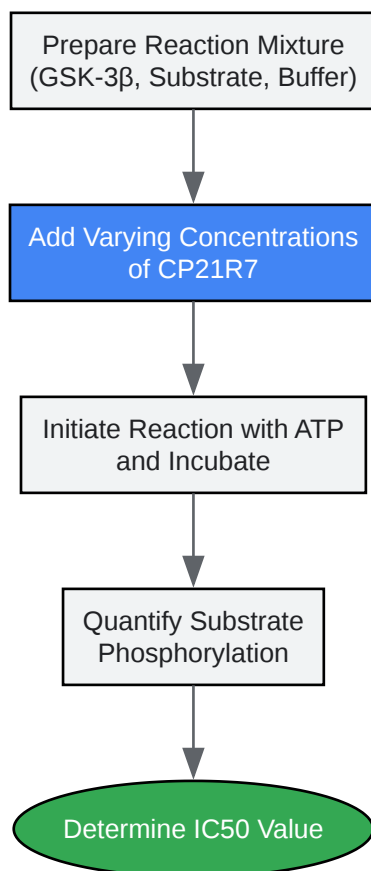 Prepare Reaction Mixture
(GSK-3β, Substrate, Buffer)
Add Varying Concentrations
of CP21R7
Initiate Reaction with ATP
and Incubate
Quantify Substrate
Phosphorylation
Determine IC50 Value